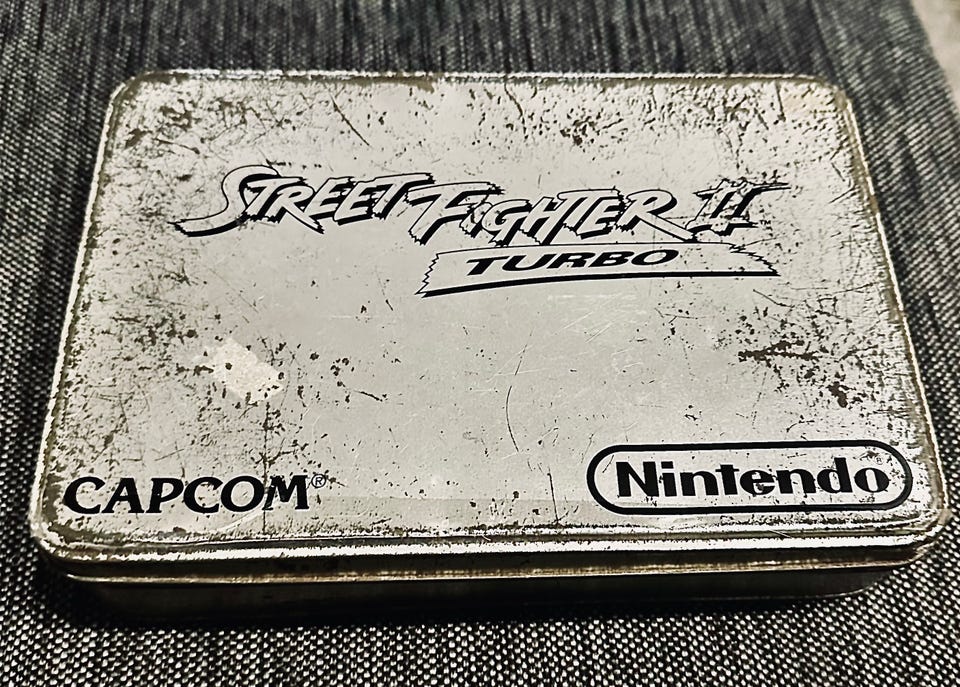 STREET FIGHTER II
TURBO
CAPCOM®
Nintendo®